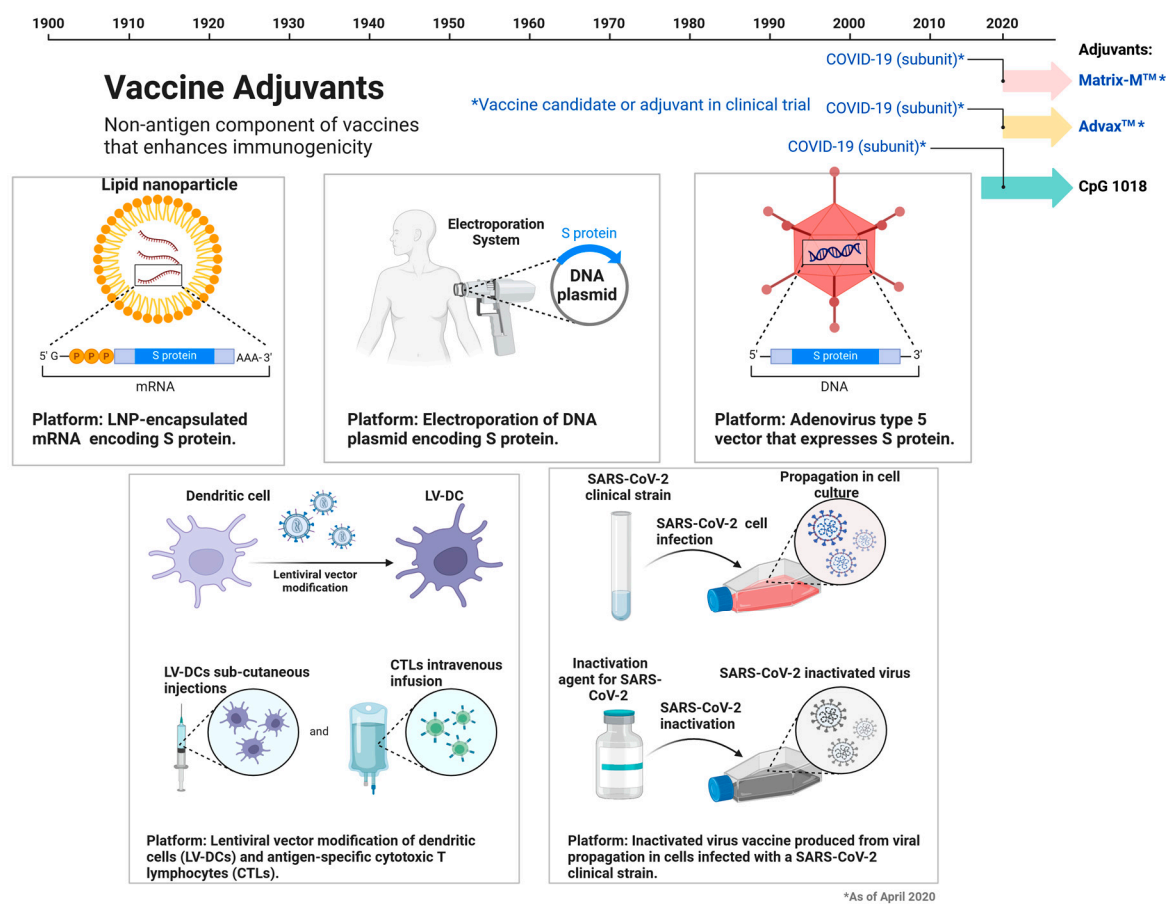 1900 1910 1920 1930 1940 1950 1960 1970 1980 1990 2000 2010 2020
Adjuvants:
COVID-19 (subunit)*
Matrix-M™*
Vaccine Adjuvants
Non-antigen component of vaccines
that enhances immunogenicity
*Vaccine candidate or adjuvant in clinical trial
COVID-19 (subunit)*
Advax™*
COVID-19 (subunit)*
CpG 1018
Lipid nanoparticle
5' G
P P P
S protein
AAA-3'
mRNA
Platform: LNP-encapsulated
mRNA encoding S protein.
Electroporation
System
S protein
DNA
plasmid
Platform: Electroporation of DNA
plasmid encoding S protein.
5'
S protein
3'
DNA
Platform: Adenovirus type 5
vector that expresses S protein.
Dendritic cell
LV-DC
Lentiviral vector
modification
LV-DCs sub-cutaneous
injections
and
CTLs intravenous
infusion
Platform: Lentiviral vector modification of dendritic
cells (LV-DCs) and antigen-specific cytotoxic T
lymphocytes (CTLs).
SARS-CoV-2
clinical strain
SARS-CoV-2 cell
infection
Propagation in cell
culture
Inactivation
agent for SARS-
CoV-2
SARS-CoV-2
inactivation
SARS-CoV-2 inactivated virus
Platform: Inactivated virus vaccine produced from viral
propagation in cells infected with a SARS-CoV-2
clinical strain.
*As of April 2020